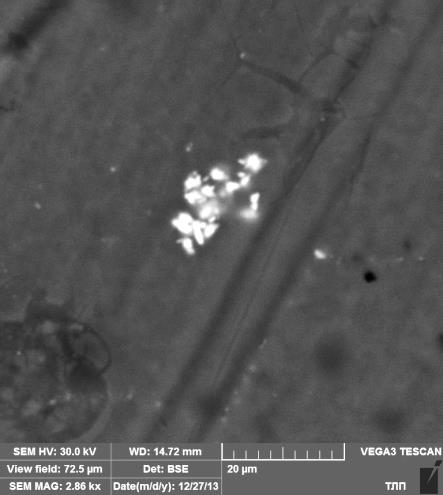 SEM HV: 30.0 kV WD: 14.72 mm VEGA3 TESCAN
View field: 72.5 µm Det: BSE 20 µm
SEM MAG: 2.86 kx Date(m/d/y): 12/27/13 ТЛП